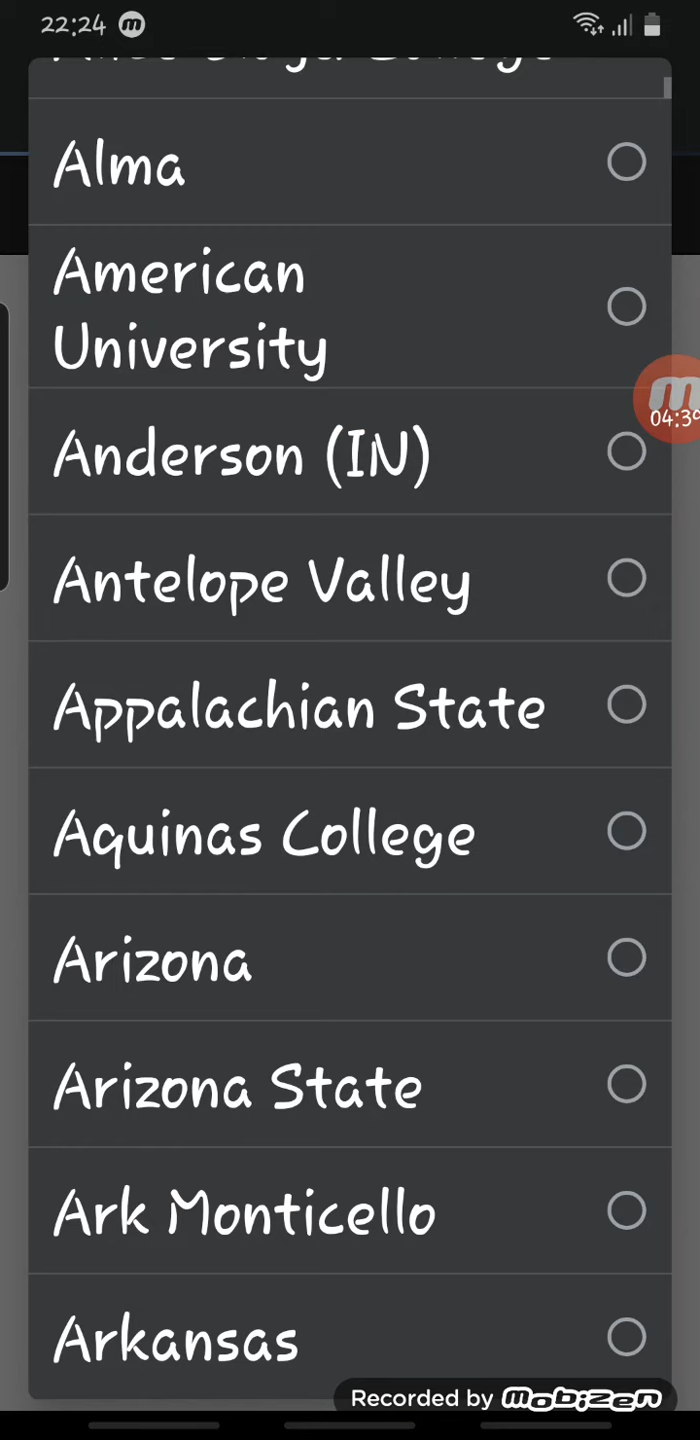 22:24 m
Alma
American
University
m
04:39
Anderson (IN)
Antelope Valley
Appalachian State
Aquinas College
Arizona
Arizona State
Ark Monticello
Arkansas
Recorded by mobizen